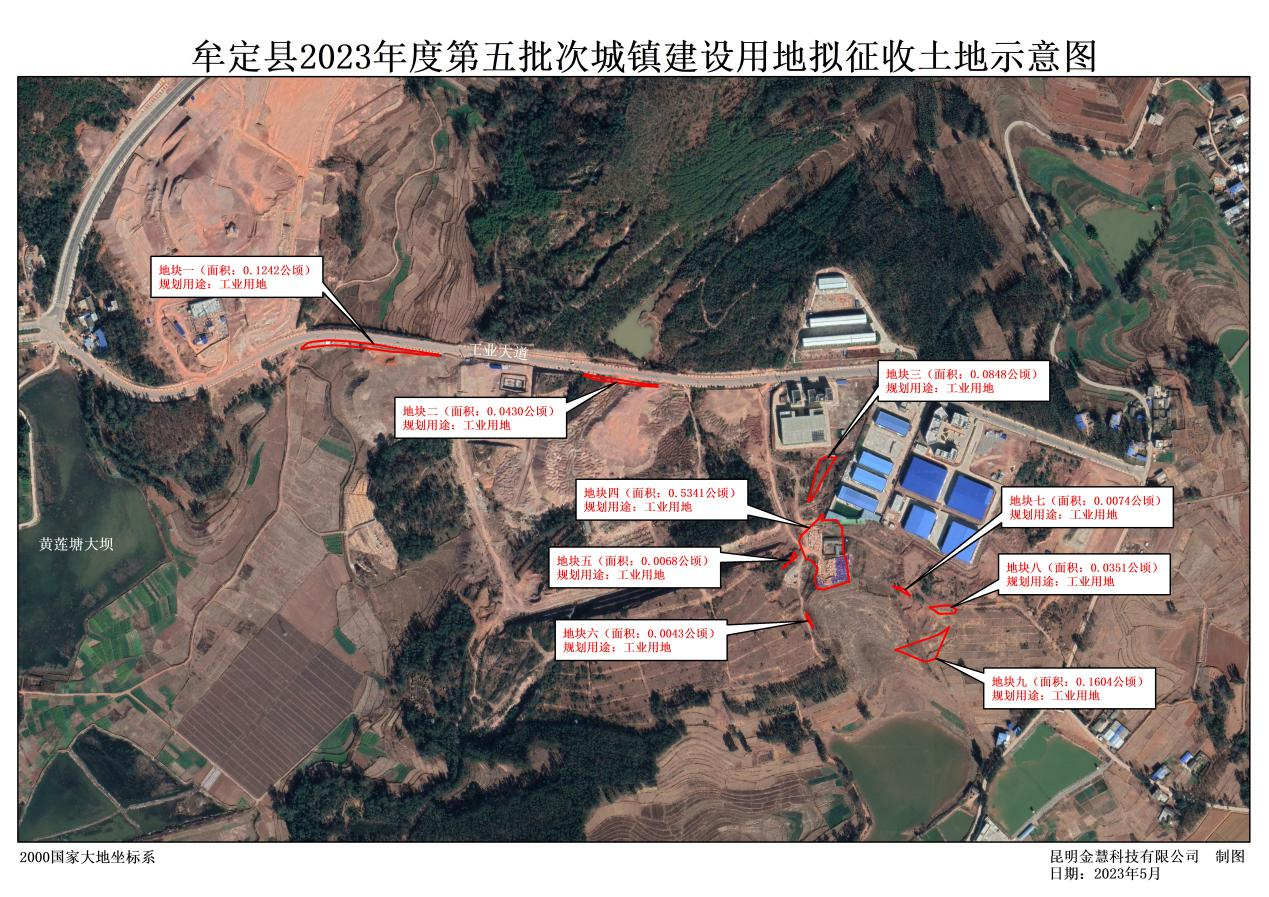 牟定县2023年度第五批次城镇建设用地拟征收土地示意图
地块一（面积：0.1242公顷）
规划用途：工业用地
工业大道
地块二（面积：0.0430公顷）
规划用途：工业用地
地块三（面积：0.0848公顷）
规划用途：工业用地
地块四（面积：0.5341公顷）
规划用途：工业用地
地块七（面积：0.0074公顷）
规划用途：工业用地
黄莲塘大坝
地块五（面积：0.0068公顷）
规划用途：工业用地
地块八（面积：0.0351公顷）
规划用途：工业用地
地块六（面积：0.0043公顷）
规划用途：工业用地
地块九（面积：0.1604公顷）
规划用途：工业用地
2000国家大地坐标系
昆明金慧科技有限公司 制图
日期：2023年5月